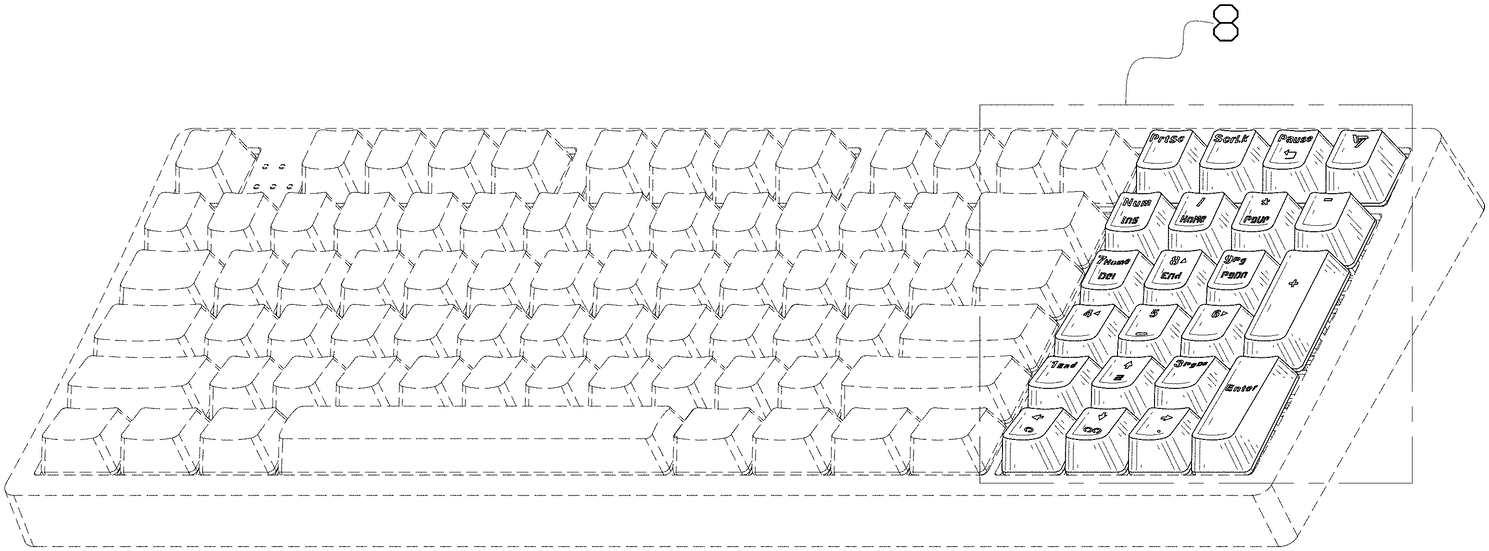 8
PrtSc ScrLk Pause
Num / * -
Ins Home PgUp
7Home 8 9Pg +
Del End PgDn
4 5 6
1End 2 3PgDn Enter
0 00 .